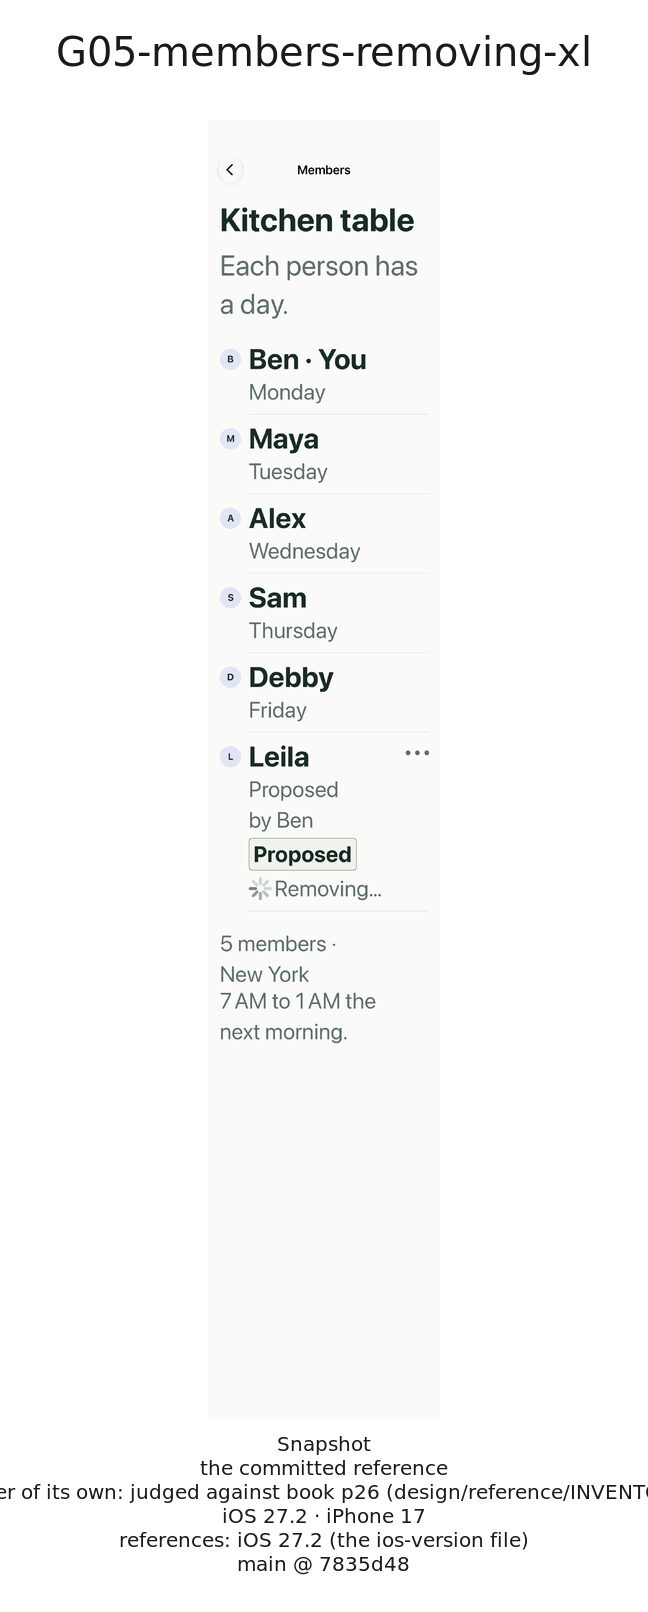 G05-members-removing-xl
Members
Kitchen table
Each person has
a day.
B Ben · You
Monday
M Maya
Tuesday
A Alex
Wednesday
S Sam
Thursday
D Debby
Friday
L Leila
Proposed
by Ben
Proposed
Removing…
5 members ·
New York
7 AM to 1 AM the
next morning.
Snapshot
the committed reference
of its own: judged against book p26 (design/reference/
iOS 27.2 · iPhone 17
references: iOS 27.2 (the ios-version file)
main @ 7835d48